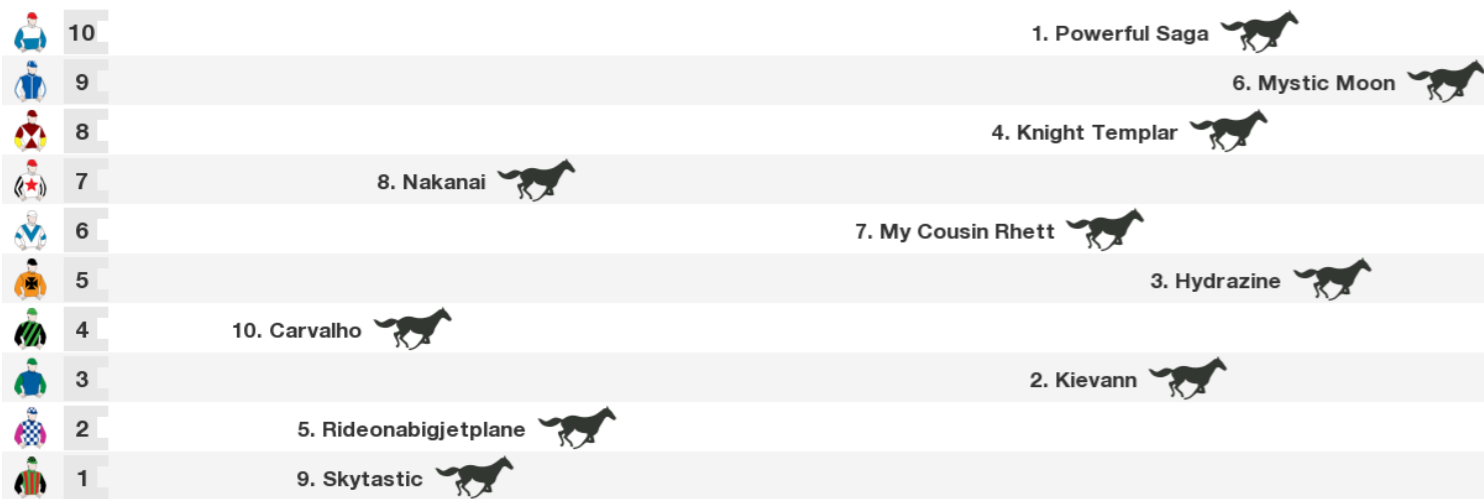 10 1. Powerful Saga
9 6. Mystic Moon
8 4. Knight Templar
7 8. Nakanai
6 7. My Cousin Rhett
5 3. Hydrazine
4 10. Carvalho
3 2. Kievann
2 5. Rideonabigjetplane
1 9. Skytastic